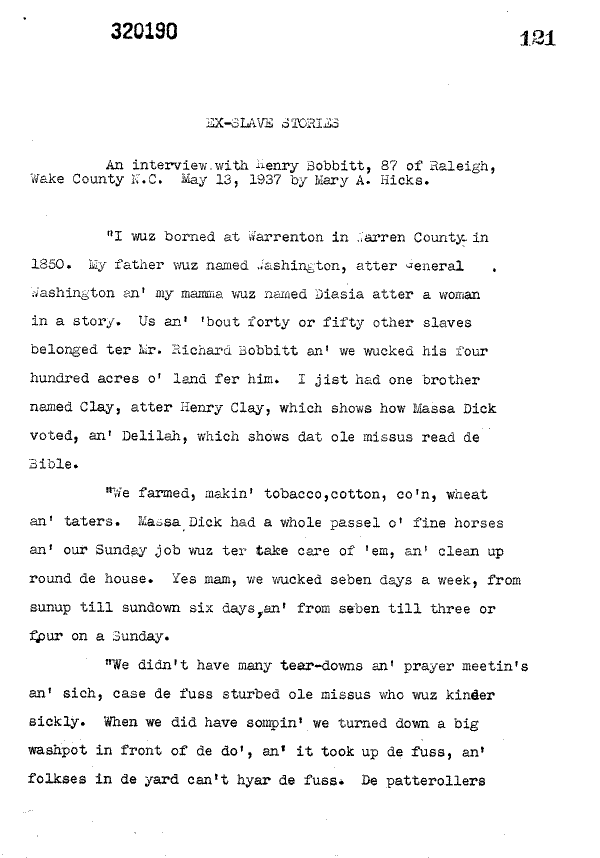 320190
121
EX-SLAVE STORIES
An interview with Henry Bobbitt, 87 of Raleigh,
Wake County N.C. May 13, 1937 by Mary A. Hicks.
"I wuz borned at Warrenton in Warren County in
1850. My father wuz named Washington, atter General
Washington an' my mamma wuz named Diasia atter a woman
in a story. Us an' 'bout forty or fifty other slaves
belonged ter Mr. Richard Bobbitt an' we wucked his four
hundred acres o' land fer him. I jist had one brother
named Clay, atter Henry Clay, which shows how Massa Dick
voted, an' Delilah, which shows dat ole missus read de
Bible.
"We farmed, makin' tobacco,cotton, co'n, wheat
an' taters. Massa Dick had a whole passel o' fine horses
an' our Sunday job wuz ter take care of 'em, an' clean up
round de house. Yes mam, we wucked seben days a week, from
sunup till sundown six days,an' from seben till three or
four on a Sunday.
"We didn't have many tear-downs an' prayer meetin's
an' sich, case de fuss sturbed ole missus who wuz kinder
sickly. When we did have sompin' we turned down a big
washpot in front of de do', an' it took up de fuss, an'
folkses in de yard can't hyar de fuss. De patterollers